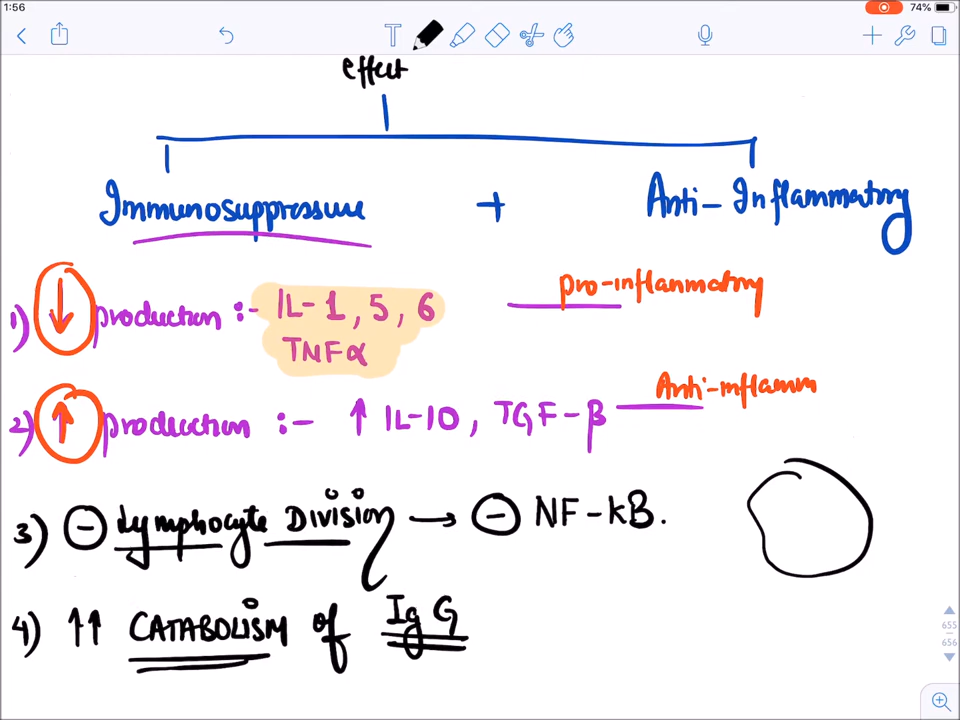 1:56
74%
T
effect
Immunosuppressive + Anti-Inflammatory
1) ↓ production :- IL-1, 5, 6 pro-inflammatory
TNFα
2) ↑ production :- ↑ IL-10, TGF-β Anti-inflamm
3) ⊖ Lymphocyte Division → ⊖ NF-kB.
4) ↑↑ CATABOLISM of IgG
655
656